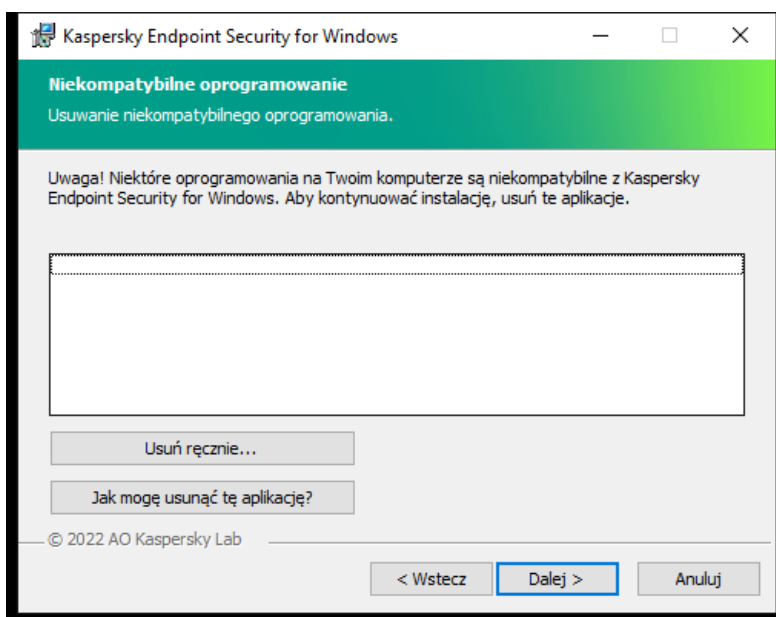 Kaspersky Endpoint Security for Windows
Niekompatybilne oprogramowanie
Usuwanie niekompatybilnego oprogramowania.
Uwaga! Niektóre oprogramowania na Twoim komputerze są niekompatybilne z Kaspersky
Endpoint Security for Windows. Aby kontynuować instalację, usuń te aplikacje.
Usuń ręcznie...
Jak mogę usunąć tę aplikację?
© 2022 AO Kaspersky Lab
< Wstecz
Dalej >
Anuluj